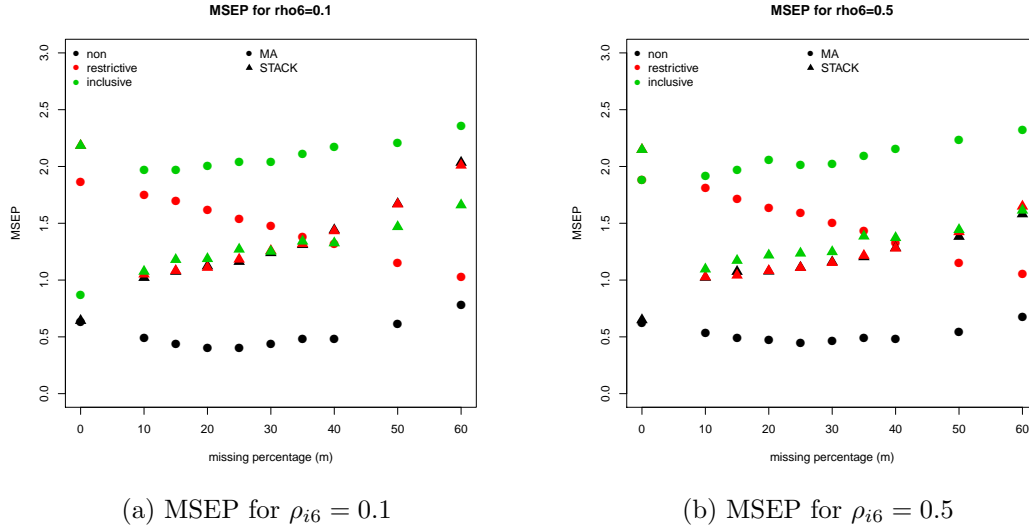 MSEP for rho6=0.1
non
restrictive
inclusive
MA
STACK
MSEP
0.0 0.5 1.0 1.5 2.0 2.5 3.0
0 10 20 30 40 50 60
missing percentage (m)
(a) MSEP for ρi6 = 0.1
MSEP for rho6=0.5
non
restrictive
inclusive
MA
STACK
MSEP
0.0 0.5 1.0 1.5 2.0 2.5 3.0
0 10 20 30 40 50 60
missing percentage (m)
(b) MSEP for ρi6 = 0.5